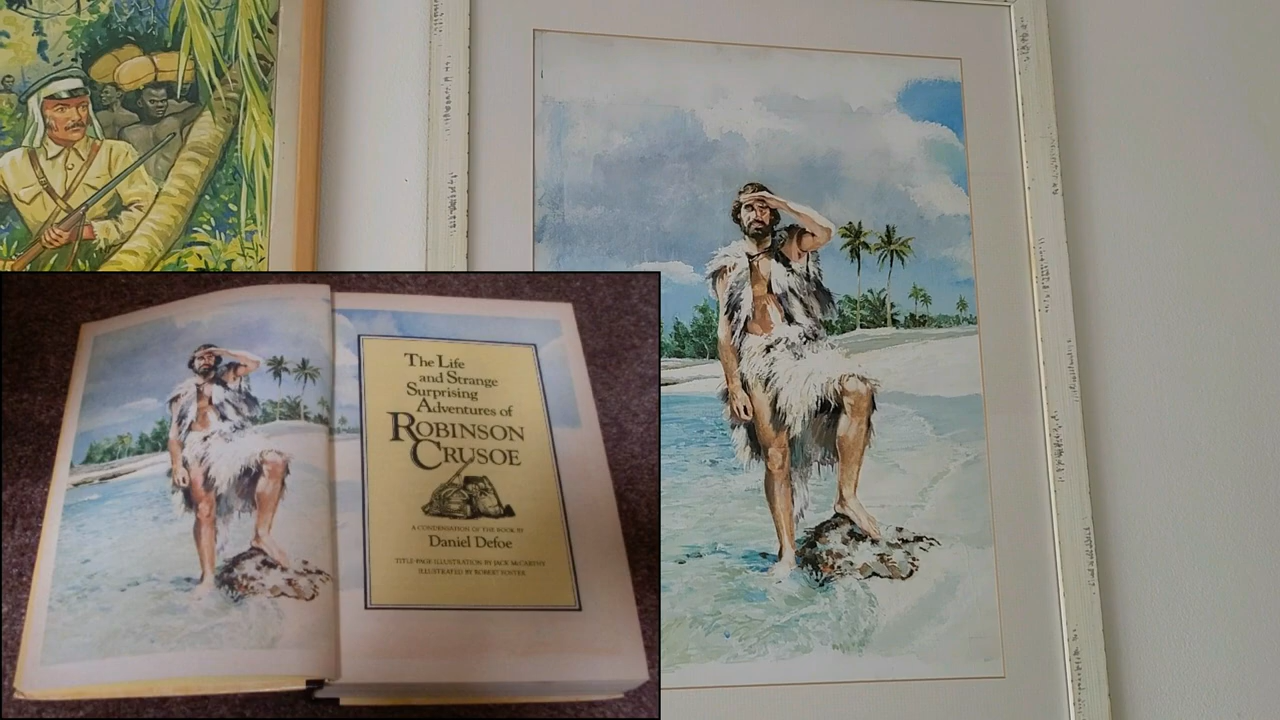 The Life
and Strange
Surprising
Adventures of
ROBINSON
CRUSOE
A CONDENSATION OF THE BOOK BY
Daniel Defoe
TITLE-PAGE ILLUSTRATION BY JACK McCARTHY
ILLUSTRATED BY ROBERT FOSTER